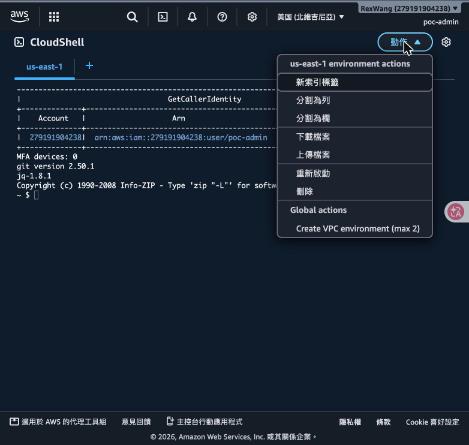 aws
RexWang (279191904238) ▼
美國 (北維吉尼亞) ▼
poc-admin
CloudShell
動作 ▲
us-east-1
+
us-east-1 environment actions
新索引標籤
分割為列
分割為欄
下載檔案
上傳檔案
重新啟動
刪除
Global actions
Create VPC environment (max 2)
GetCallerIdentity
Account | Arn
279191904238| arn:aws:iam::279191904238:user/poc-admin
MFA devices: 0
git version 2.50.1
jq-1.8.1
Copyright (c) 1990-2008 Info-ZIP - Type 'zip "-L"' for softw
~ $
適用於 AWS 的代理工具組
意見回饋
主控台行動應用程式
隱私權
條款
Cookie 喜好設定
© 2026, Amazon Web Services, Inc. 或其關係企業。